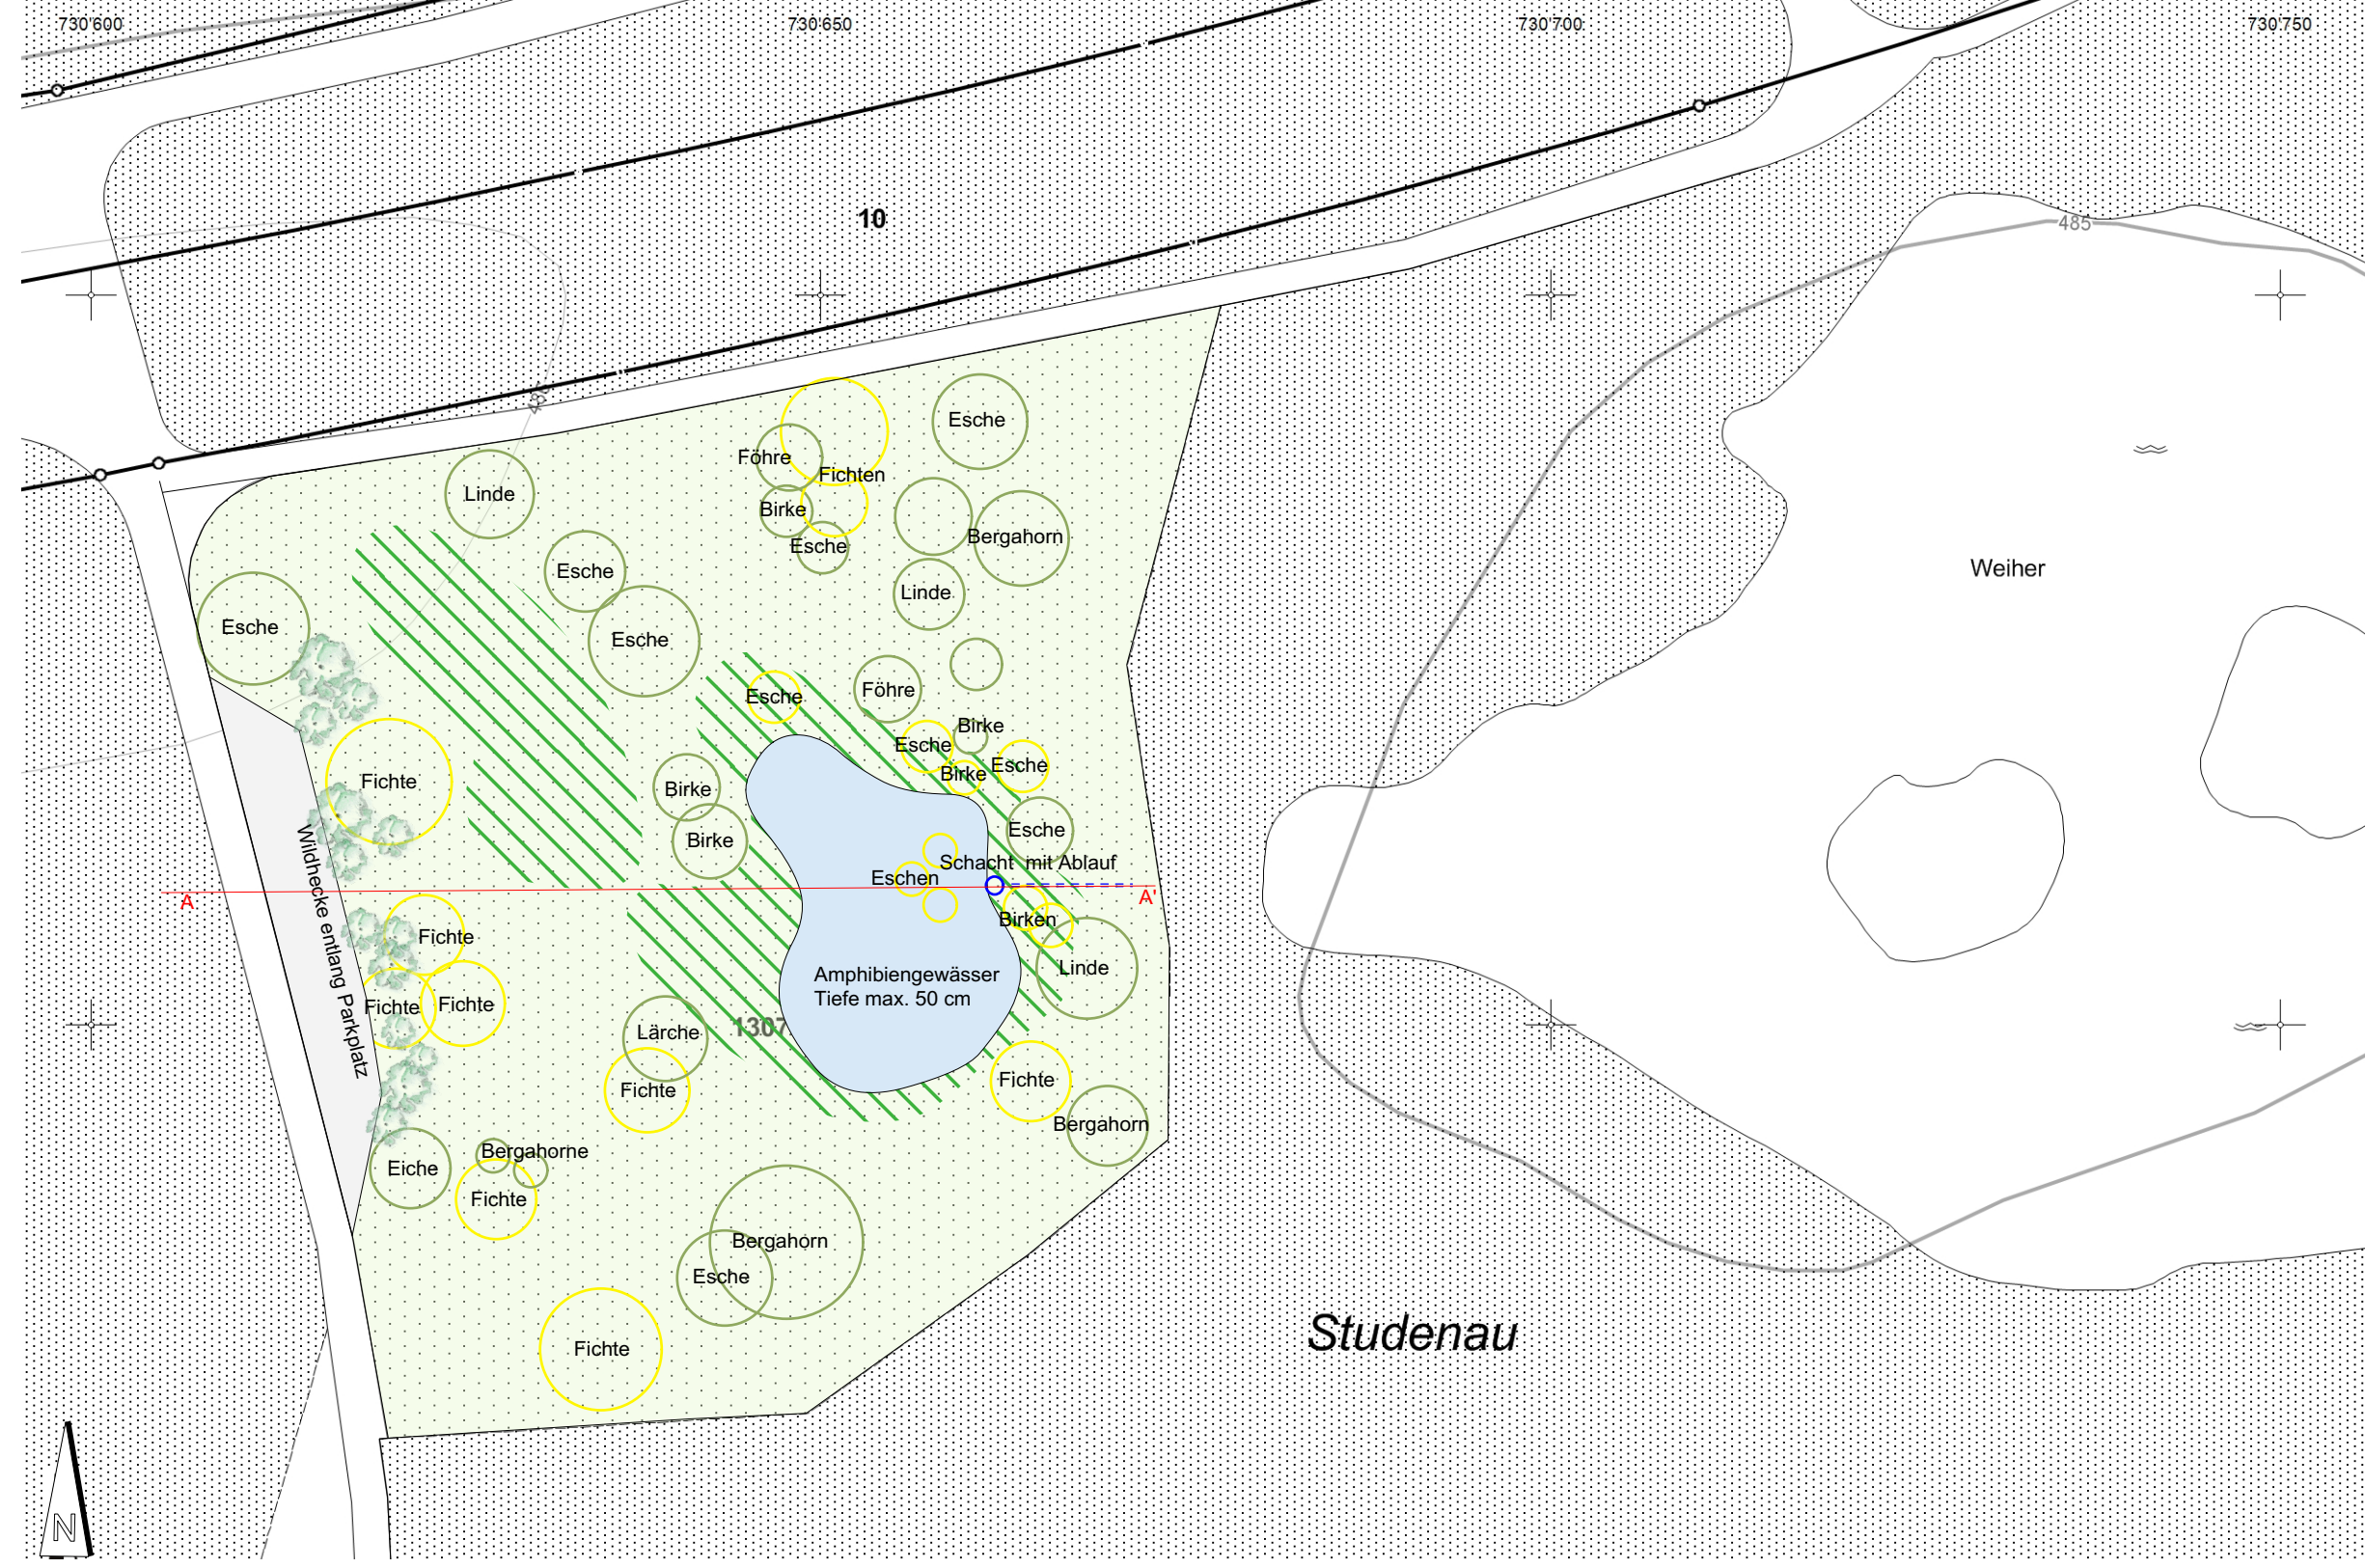 730'600
730'650
730'700
730'750
10
485
Esche
Föhre
Fichten
Linde
Birke
Bergahorn
Esche
Weiher
Esche
Linde
Esche
Esche
Föhre
Esche
Birke
Esche
Esche
Birke
Fichte
Birke
Esche
Birke
Schacht mit Ablauf
Eschen
A
A'
Wildhecke entlang Parkplatz
Birken
Fichte
Linde
Amphibiengewässer
Tiefe max. 50 cm
Fichte
Fichte
1307
Lärche
Fichte
Fichte
Bergahorn
Bergahorne
Eiche
Fichte
Bergahorn
Esche
Studenau
Fichte
N